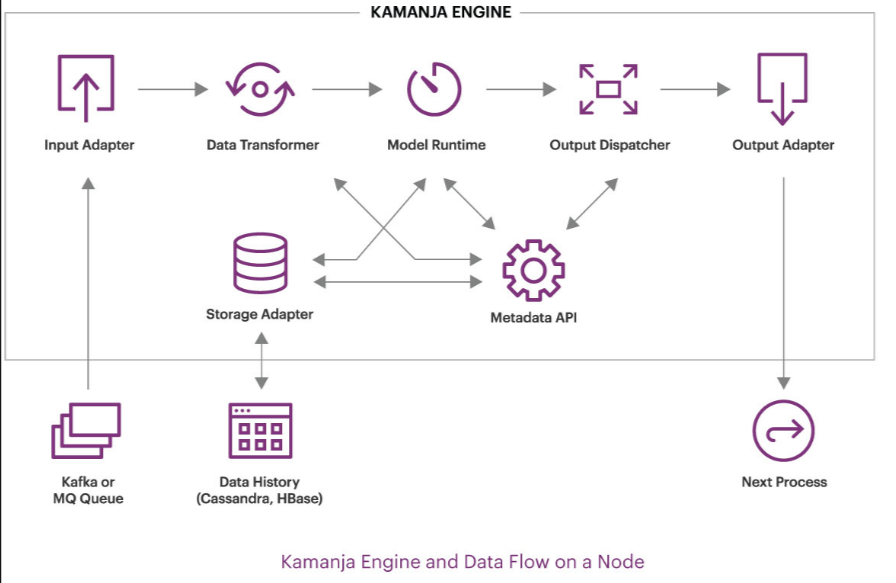 KAMANJA ENGINE
Input Adapter
Data Transformer
Model Runtime
Output Dispatcher
Output Adapter
Storage Adapter
Metadata API
Kafka or
MQ Queue
Data History
(Cassandra, HBase)
Next Process
Kamanja Engine and Data Flow on a Node